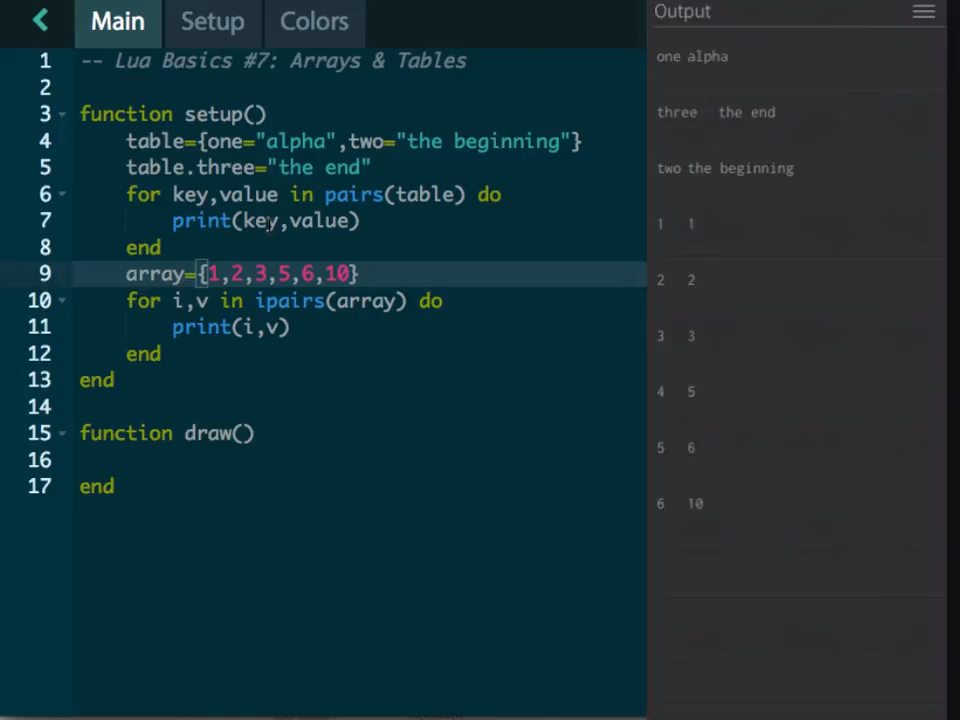 Main Setup Colors
1 -- Lua Basics #7: Arrays & Tables
2
3 function setup()
4 table={one="alpha",two="the beginning"}
5 table.three="the end"
6 for key,value in pairs(table) do
7 print(key,value)
8 end
9 array={1,2,3,5,6,10}
10 for i,v in ipairs(array) do
11 print(i,v)
12 end
13 end
14
15 function draw()
16
17 end
Output
one alpha
three the end
two the beginning
1 1
2 2
3 3
4 5
5 6
6 10